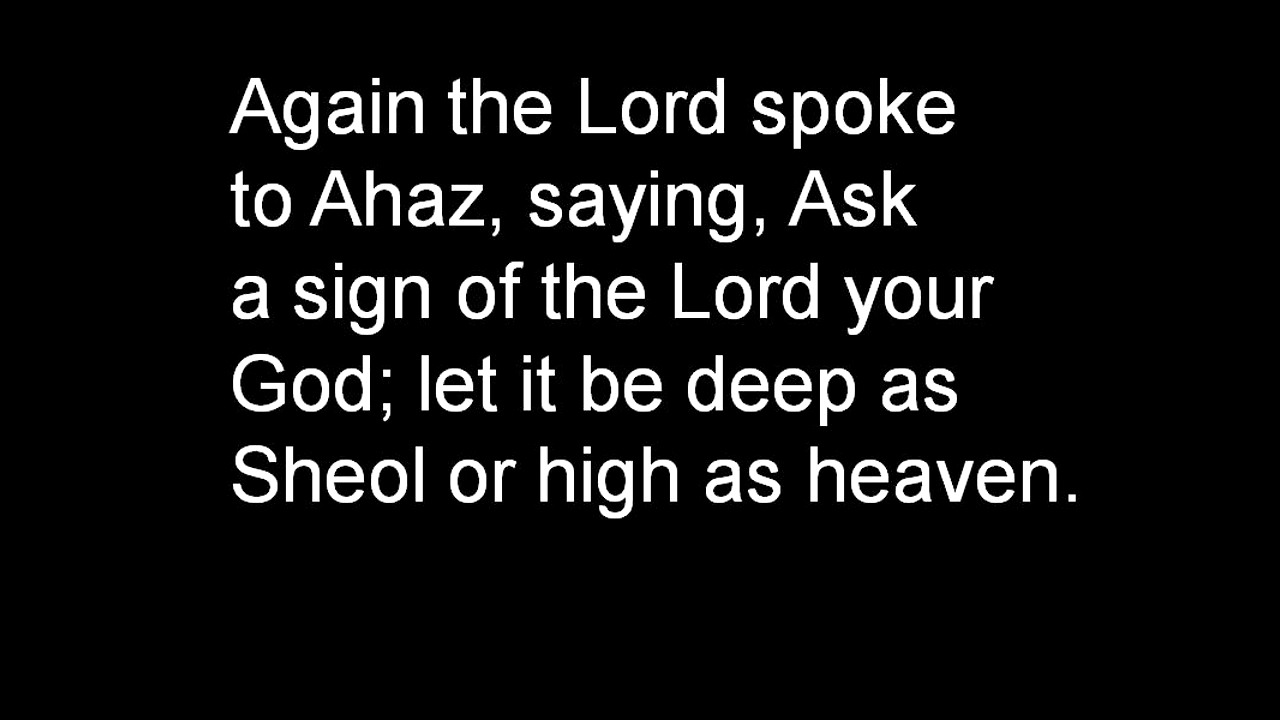 Again the Lord spoke
to Ahaz, saying, Ask
a sign of the Lord your
God; let it be deep as
Sheol or high as heaven.